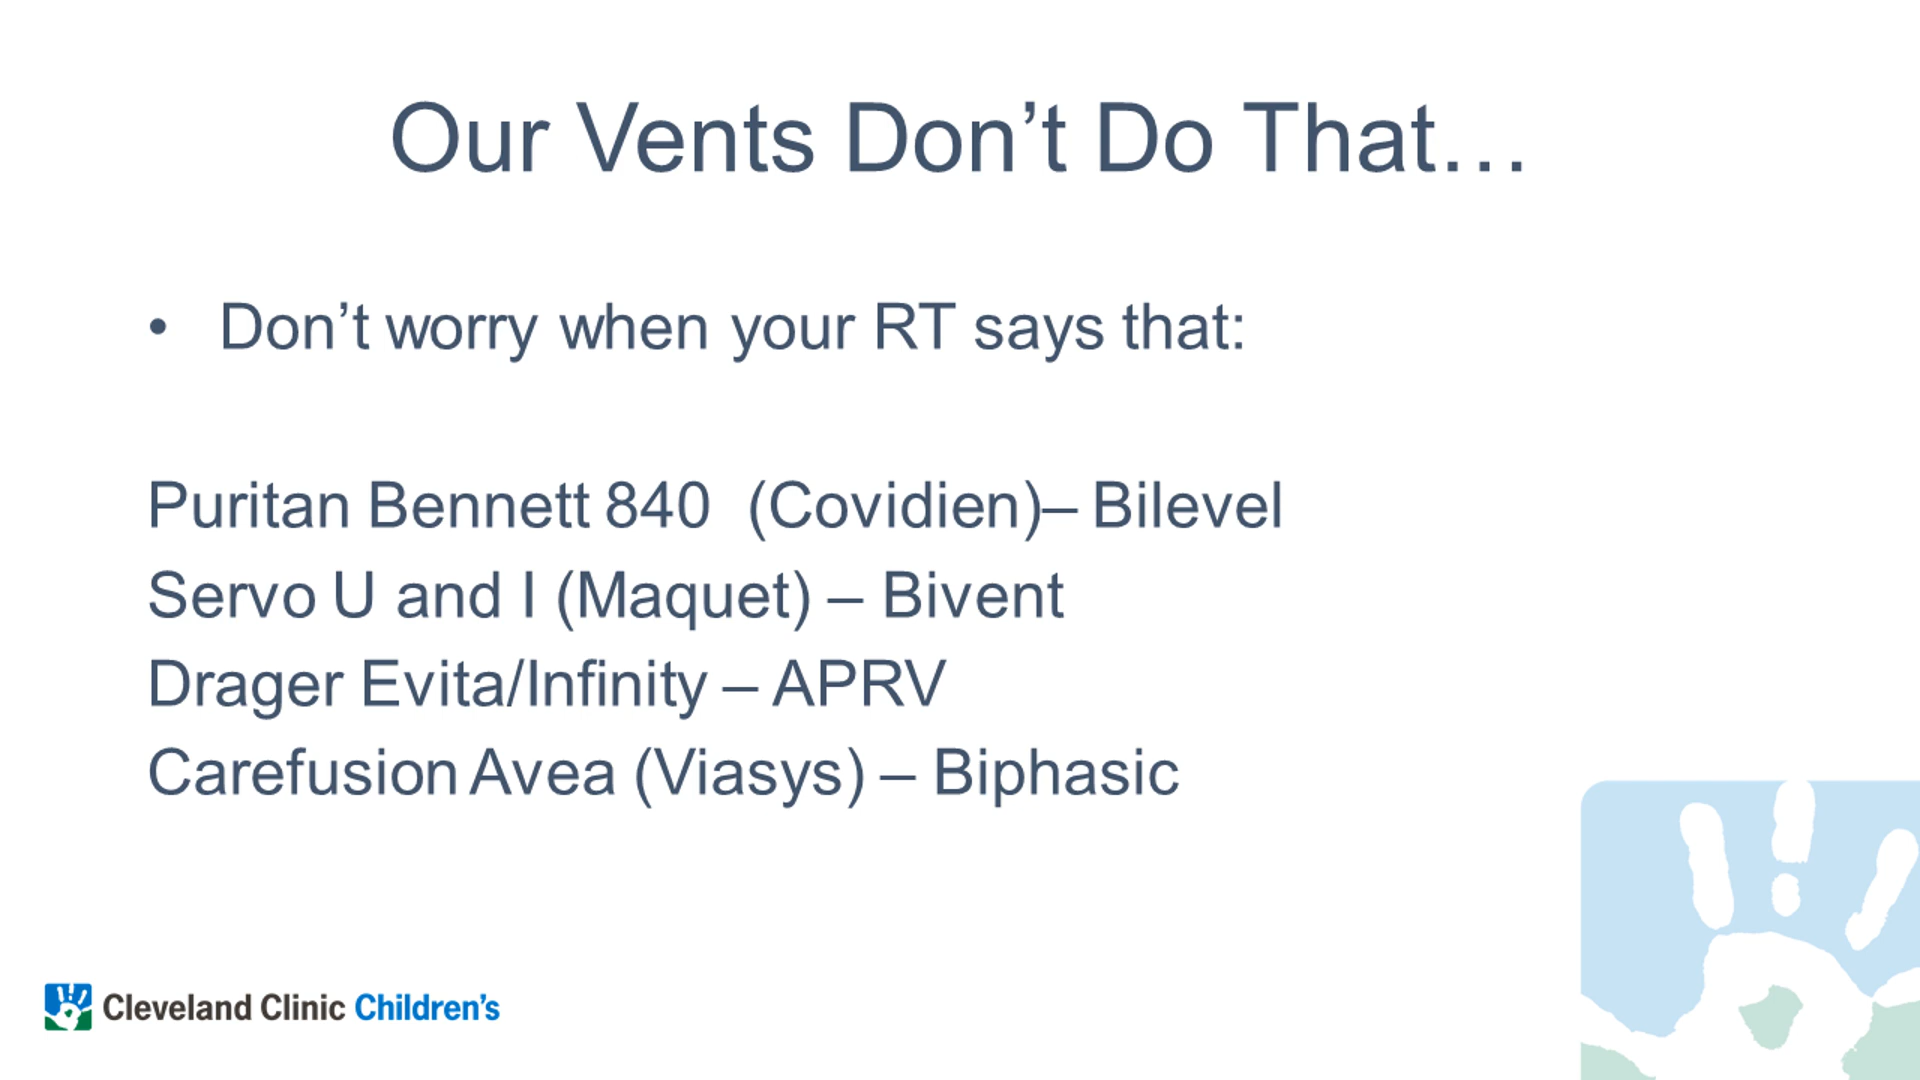 Our Vents Don’t Do That…
• Don’t worry when your RT says that:
Puritan Bennett 840 (Covidien)– Bilevel
Servo U and I (Maquet) – Bivent
Drager Evita/Infinity – APRV
Carefusion Avea (Viasys) – Biphasic
Cleveland Clinic Children’s